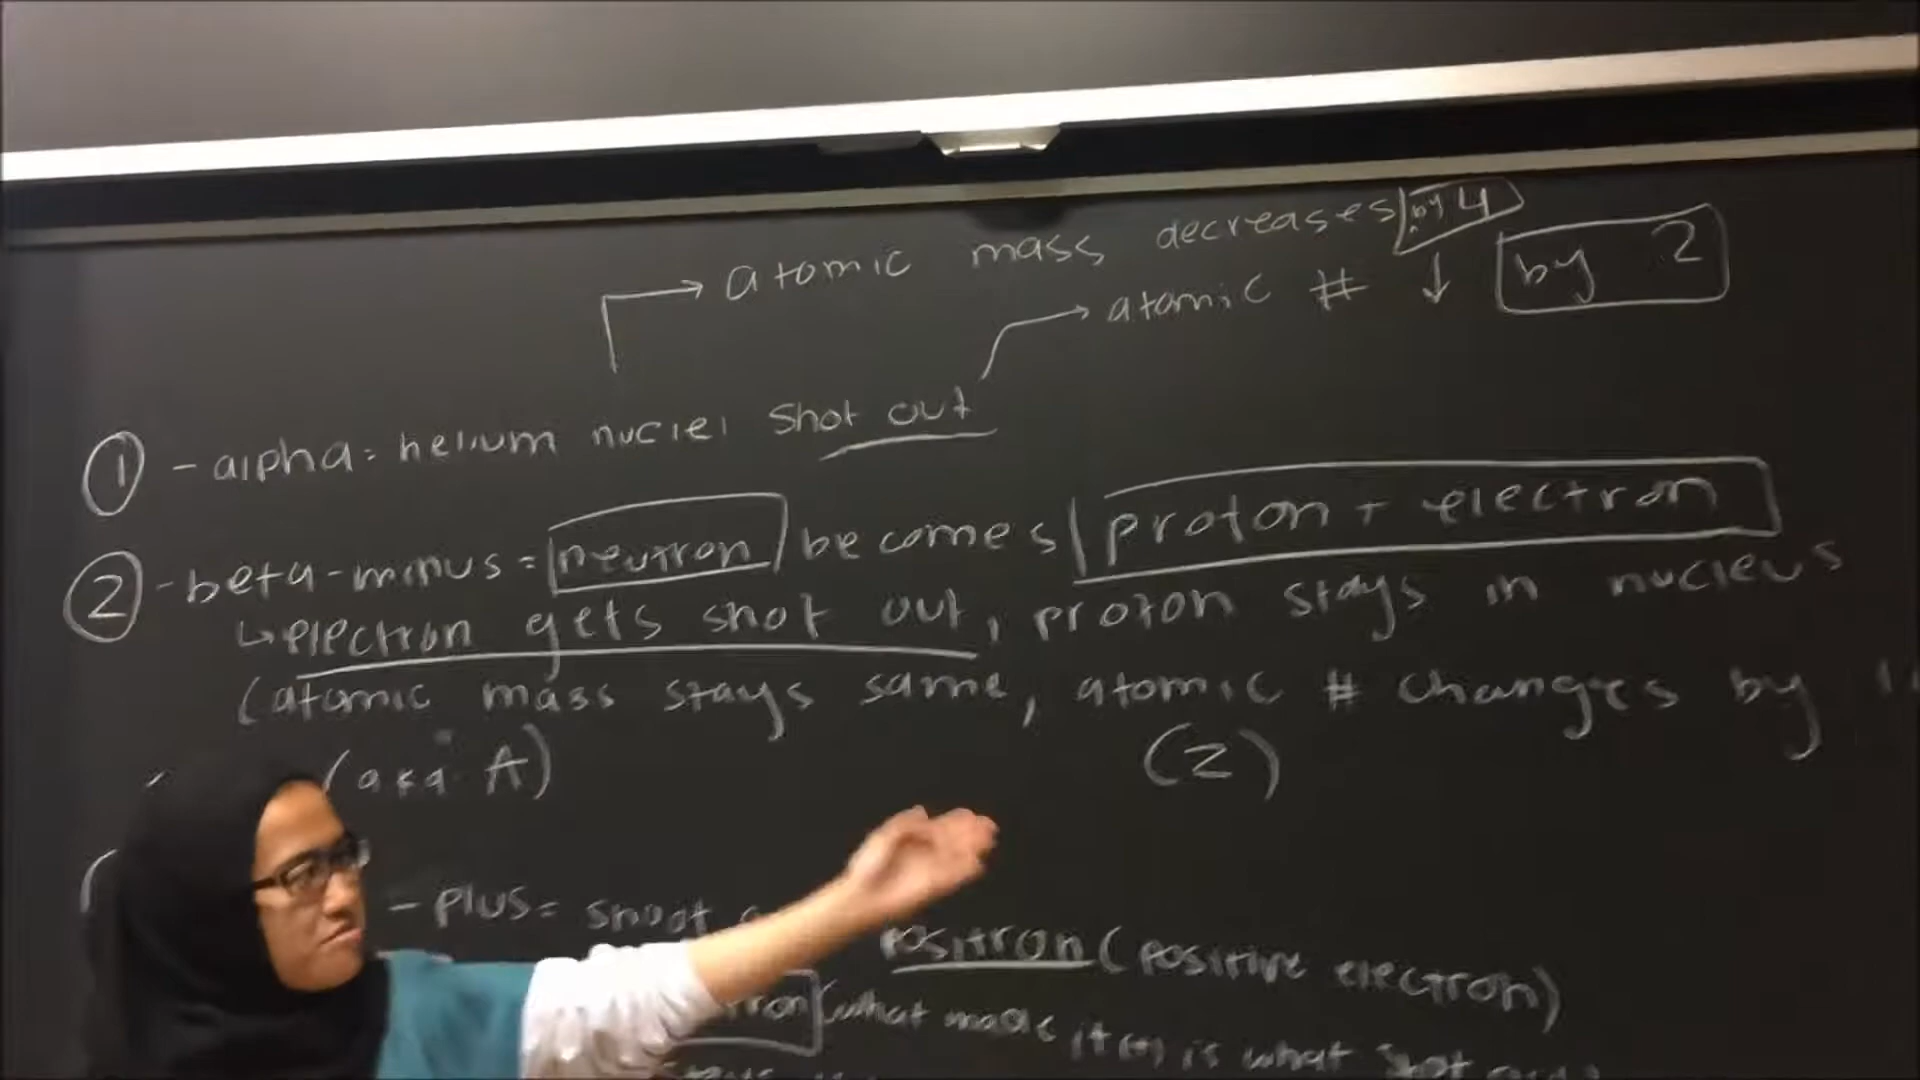 atomic mass decreases by 4
atomic # ↓ by 2
① - alpha = helium nuclei shot out
② - beta-minus = neutron becomes proton + electron
↳ electron gets shot out, proton stays in nucleus
(atomic mass stays same, atomic # changes by 1
(aka A) (Z)
- plus = shoot positron (positive electron)
(what made it (+) is what shot